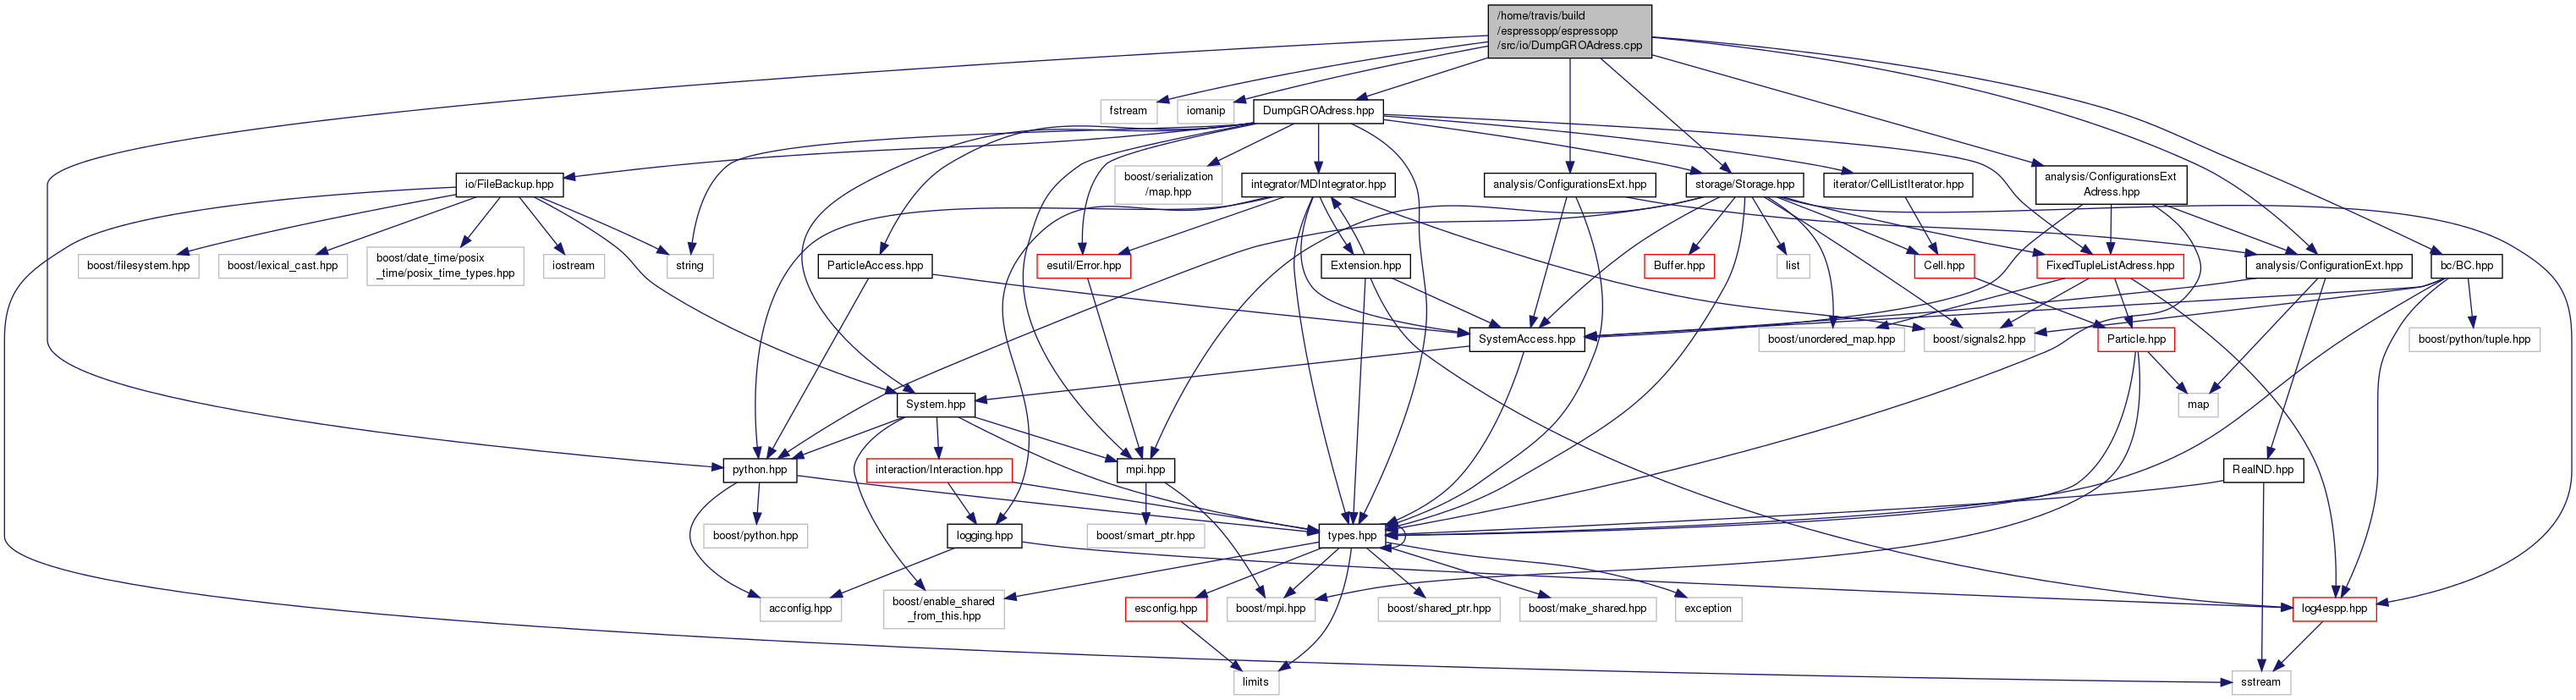 /home/travis/build
/espressopp/espressopp
/src/io/DumpGROAdress.cpp
fstream
iomanip
DumpGROAdress.hpp
boost/serialization
/map.hpp
io/FileBackup.hpp
integrator/MDIntegrator.hpp
analysis/ConfigurationsExt.hpp
storage/Storage.hpp
iterator/CellListIterator.hpp
analysis/ConfigurationsExt
Adress.hpp
boost/filesystem.hpp
boost/lexical_cast.hpp
boost/date_time/posix
_time/posix_time_types.hpp
iostream
string
ParticleAccess.hpp
esutil/Error.hpp
Extension.hpp
Buffer.hpp
list
Cell.hpp
FixedTupleListAdress.hpp
analysis/ConfigurationExt.hpp
bc/BC.hpp
SystemAccess.hpp
boost/unordered_map.hpp
boost/signals2.hpp
Particle.hpp
boost/python/tuple.hpp
System.hpp
map
python.hpp
interaction/Interaction.hpp
mpi.hpp
RealND.hpp
boost/python.hpp
logging.hpp
boost/smart_ptr.hpp
types.hpp
acconfig.hpp
boost/enable_shared
_from_this.hpp
esconfig.hpp
boost/mpi.hpp
boost/shared_ptr.hpp
boost/make_shared.hpp
exception
log4espp.hpp
limits
sstream